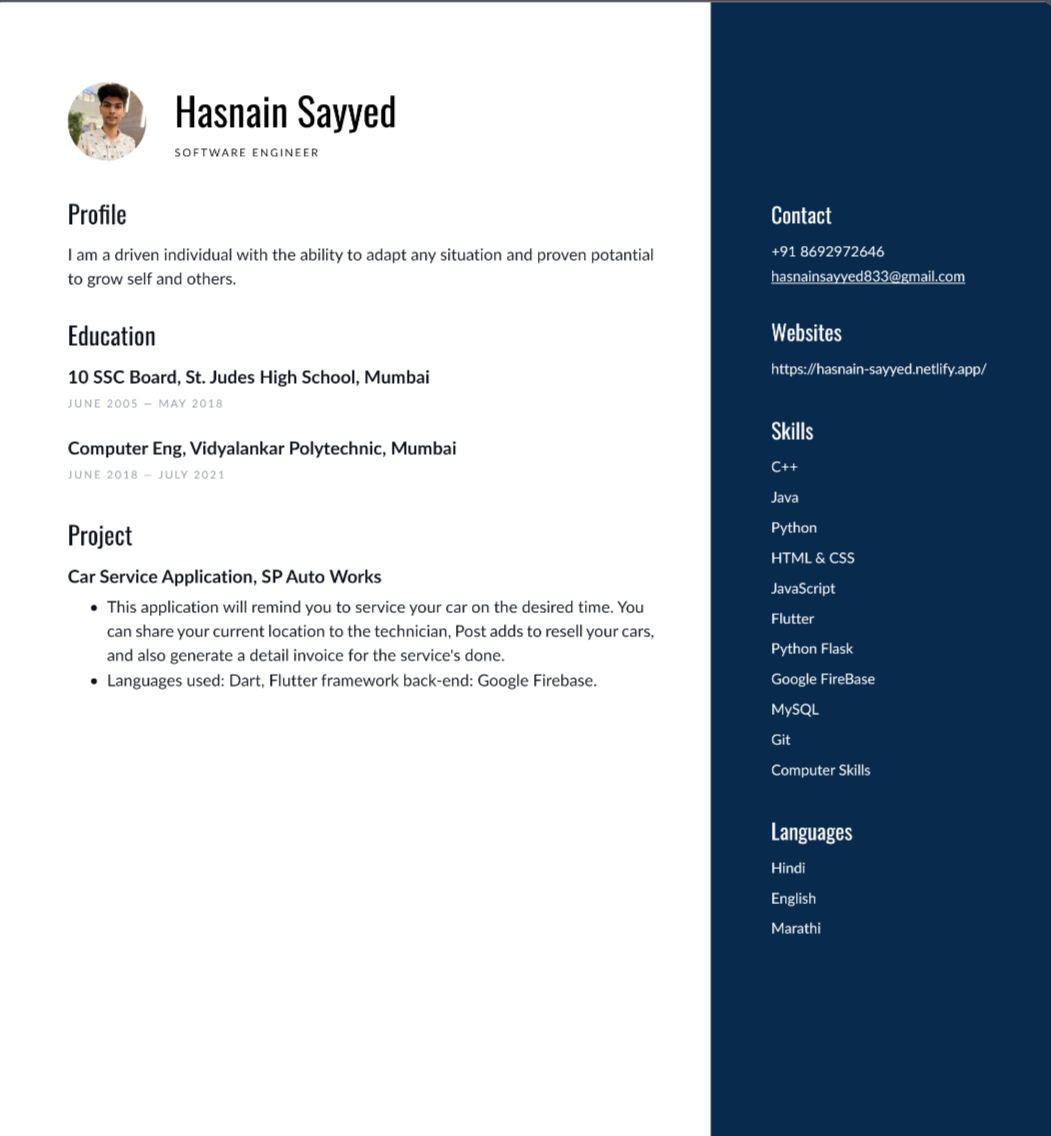 Hasnain Sayyed
SOFTWARE ENGINEER
Profile
I am a driven individual with the ability to adapt any situation and proven potantial
to grow self and others.
Education
10 SSC Board, St. Judes High School, Mumbai
JUNE 2005 — MAY 2018
Computer Eng, Vidyalankar Polytechnic, Mumbai
JUNE 2018 — JULY 2021
Project
Car Service Application, SP Auto Works
• This application will remind you to service your car on the desired time. You
can share your current location to the technician, Post adds to resell your cars,
and also generate a detail invoice for the service's done.
• Languages used: Dart, Flutter framework back-end: Google Firebase.
Contact
+91 8692972646
hasnainsayyed833@gmail.com
Websites
https://hasnain-sayyed.netlify.app/
Skills
C++
Java
Python
HTML & CSS
JavaScript
Flutter
Python Flask
Google FireBase
MySQL
Git
Computer Skills
Languages
Hindi
English
Marathi